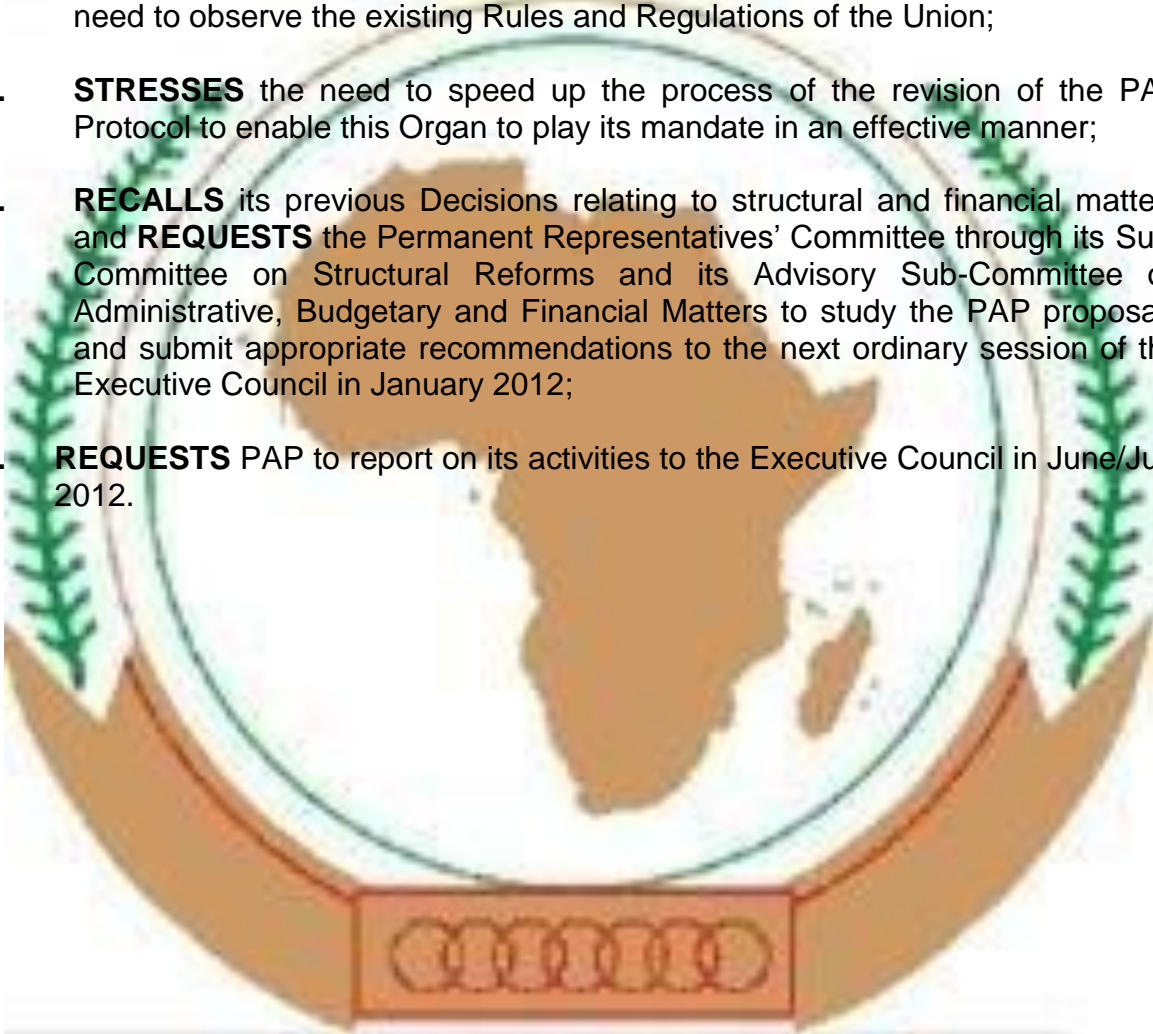 need to observe the existing Rules and Regulations of the Union;
. STRESSES the need to speed up the process of the revision of the PA
Protocol to enable this Organ to play its mandate in an effective manner;
. RECALLS its previous Decisions relating to structural and financial matte
and REQUESTS the Permanent Representatives’ Committee through its Su
Committee on Structural Reforms and its Advisory Sub-Committee
Administrative, Budgetary and Financial Matters to study the PAP proposa
and submit appropriate recommendations to the next ordinary session of th
Executive Council in January 2012;
. REQUESTS PAP to report on its activities to the Executive Council in June/Ju
2012.